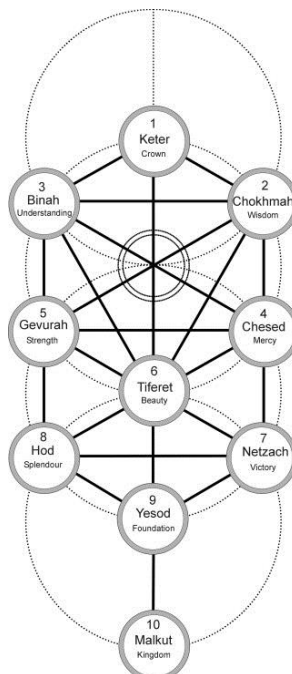 1
Keter
Crown
3
Binah
Understanding
2
Chokhmah
Wisdom
5
Gevurah
Strength
4
Chesed
Mercy
6
Tiferet
Beauty
8
Hod
Splendour
7
Netzach
Victory
9
Yesod
Foundation
10
Malkut
Kingdom